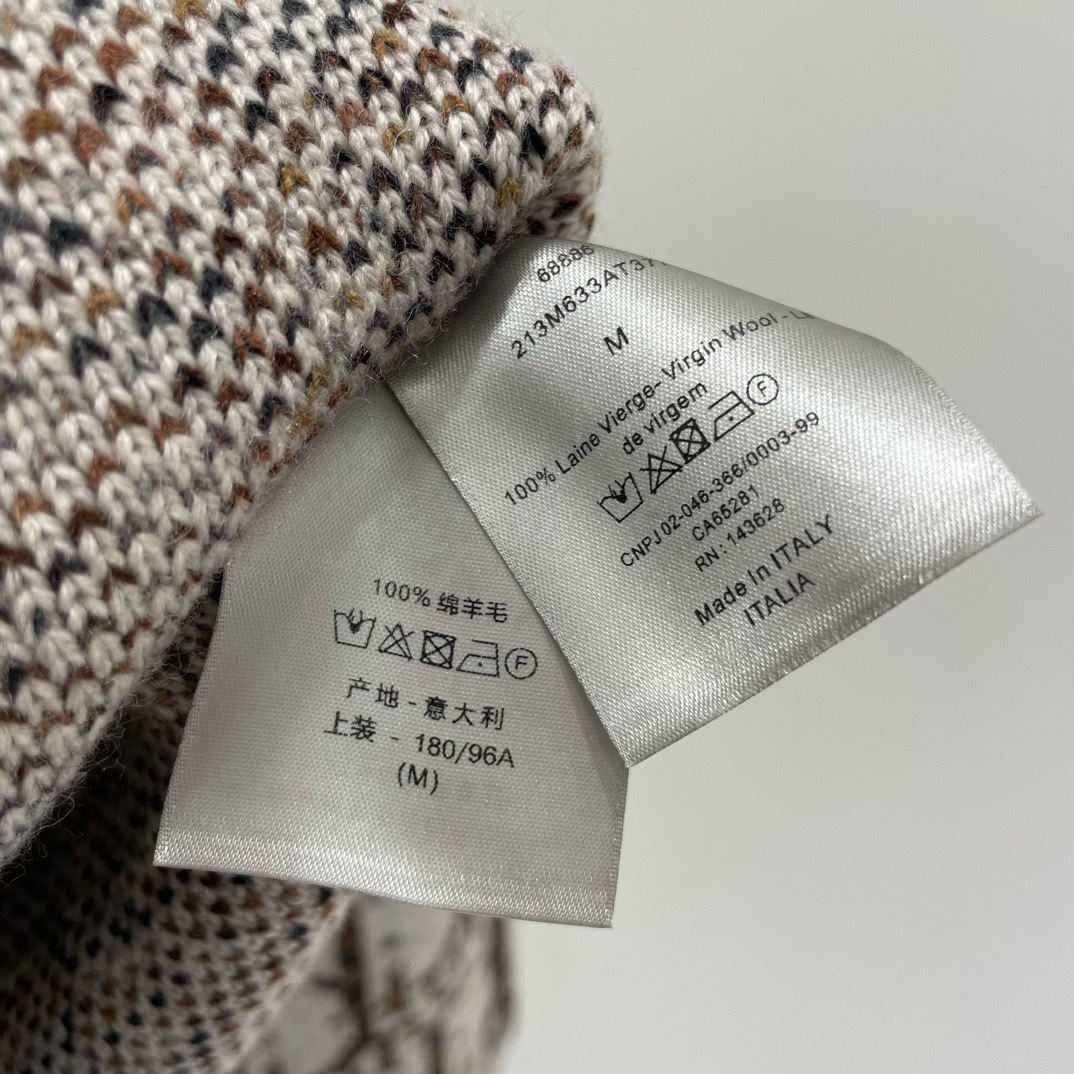 68886
213M633AT37
M
100% Laine Vierge- Virgin Wool -
de virgem
F
CNPJ 02-046-366/0003-99
CA65281
RN: 143628
Made in ITALY
ITALIA
100% 绵羊毛
F
产地 - 意大利
上装 - 180/96A
(M)